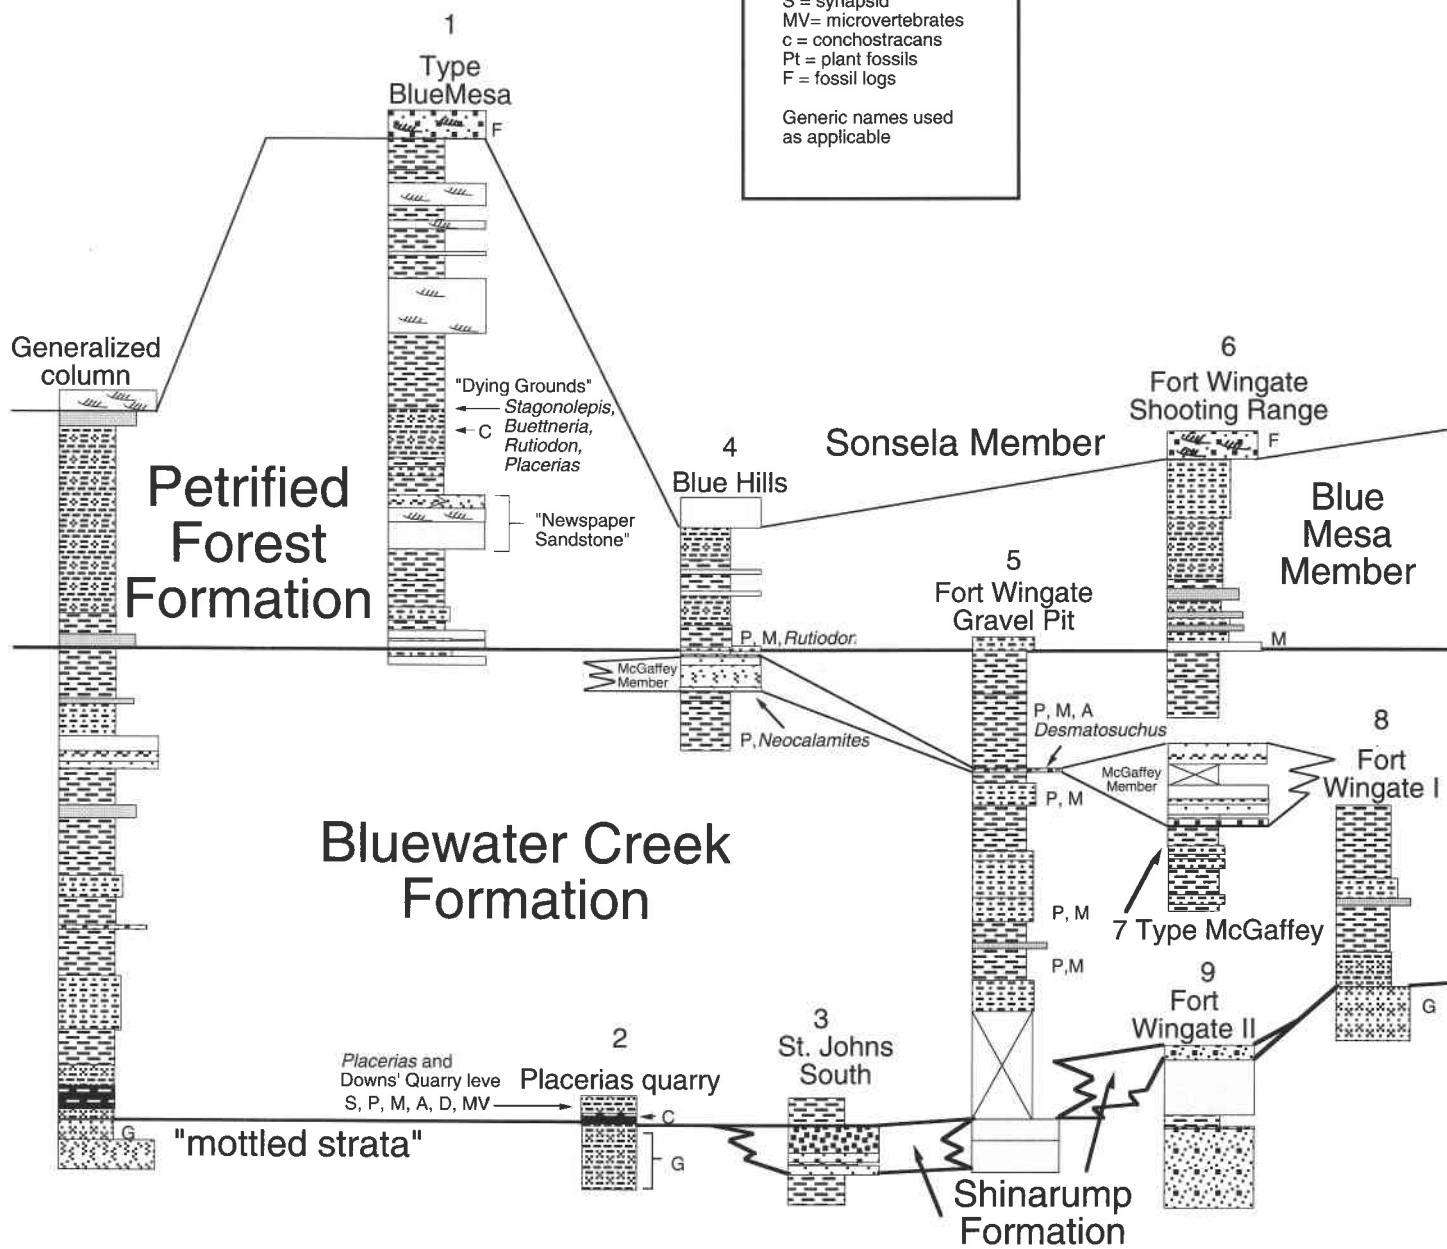 S = synapsid
MV= microvertebrates
c = conchostracans
Pt = plant fossils
F = fossil logs
Generic names used
as applicable
1
Type
BlueMesa
F
Generalized
column
"Dying Grounds"
Stagonolepis,
C Buettneria,
Rutiodon,
Placerias
"Newspaper
Sandstone"
Petrified
Forest
Formation
4
Blue Hills
Sonsela Member
6
Fort Wingate
Shooting Range
F
Blue
Mesa
Member
5
Fort Wingate
Gravel Pit
P, M, Rutiodon
M
McGaffey
Member
P, Neocalamites
P, M, A
Desmatosuchus
P, M
McGaffey
Member
8
Fort
Wingate I
Bluewater Creek
Formation
P, M
P,M
7 Type McGaffey
G
9
Fort
Wingate II
2
Placerias quarry
3
St. Johns
South
Placerias and
Downs' Quarry leve
S, P, M, A, D, MV
C
G
"mottled strata"
G
Shinarump
Formation